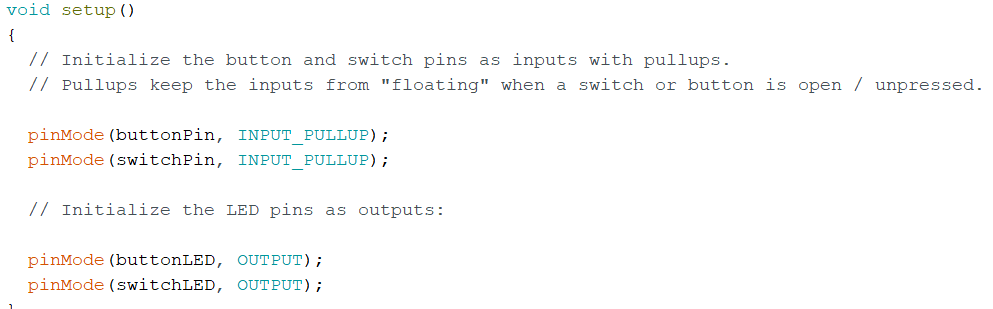 void setup()
{
// Initialize the button and switch pins as inputs with pullups.
// Pullups keep the inputs from "floating" when a switch or button is open / unpressed.
pinMode(buttonPin, INPUT_PULLUP);
pinMode(switchPin, INPUT_PULLUP);
// Initialize the LED pins as outputs:
pinMode(buttonLED, OUTPUT);
pinMode(switchLED, OUTPUT);